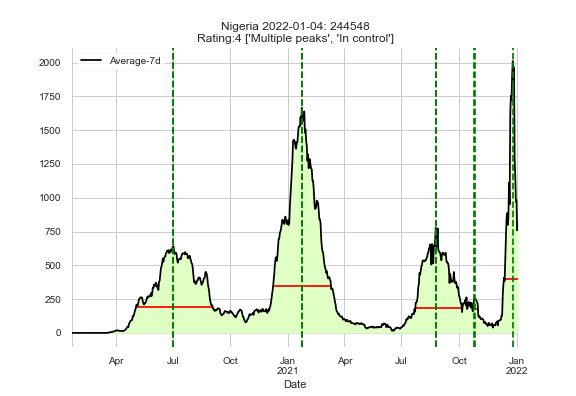 Nigeria 2022-01-04: 244548
Rating:4 ['Multiple peaks', 'In control']
Average-7d
2000
1750
1500
1250
1000
750
500
250
0
Apr Jul Oct Jan Apr Jul Oct Jan
2021 2022
Date